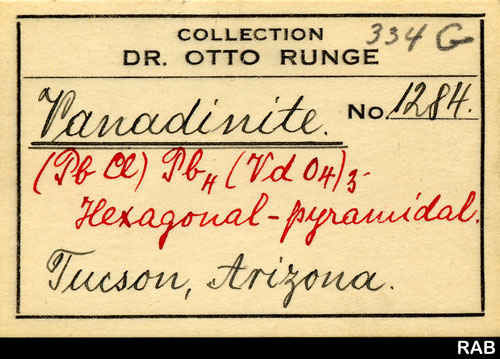 COLLECTION 334 G
DR. OTTO RUNGE
Vanadinite. No. 1284.
(Pb Cl) Pb4 (Vd O4)3-
Hexagonal-pyramidal.
Tucson, Arizona.
RAB